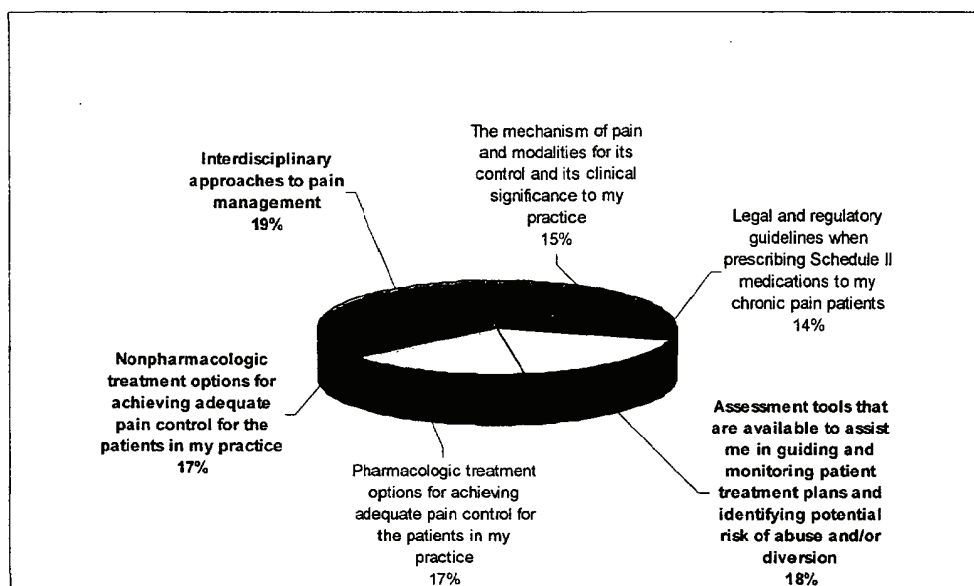 Interdisciplinary
approaches to pain
management
19%
The mechanism of pain
and modalities for its
control and its clinical
significance to my
practice
15%
Legal and regulatory
guidelines when
prescribing Schedule II
medications to my
chronic pain patients
14%
Nonpharmacologic
treatment options for
achieving adequate
pain control for the
patients in my practice
17%
Pharmacologic treatment
options for achieving
adequate pain control for
the patients in my
practice
17%
Assessment tools that
are available to assist
me in guiding and
monitoring patient
treatment plans and
identifying potential
risk of abuse and/or
diversion
18%